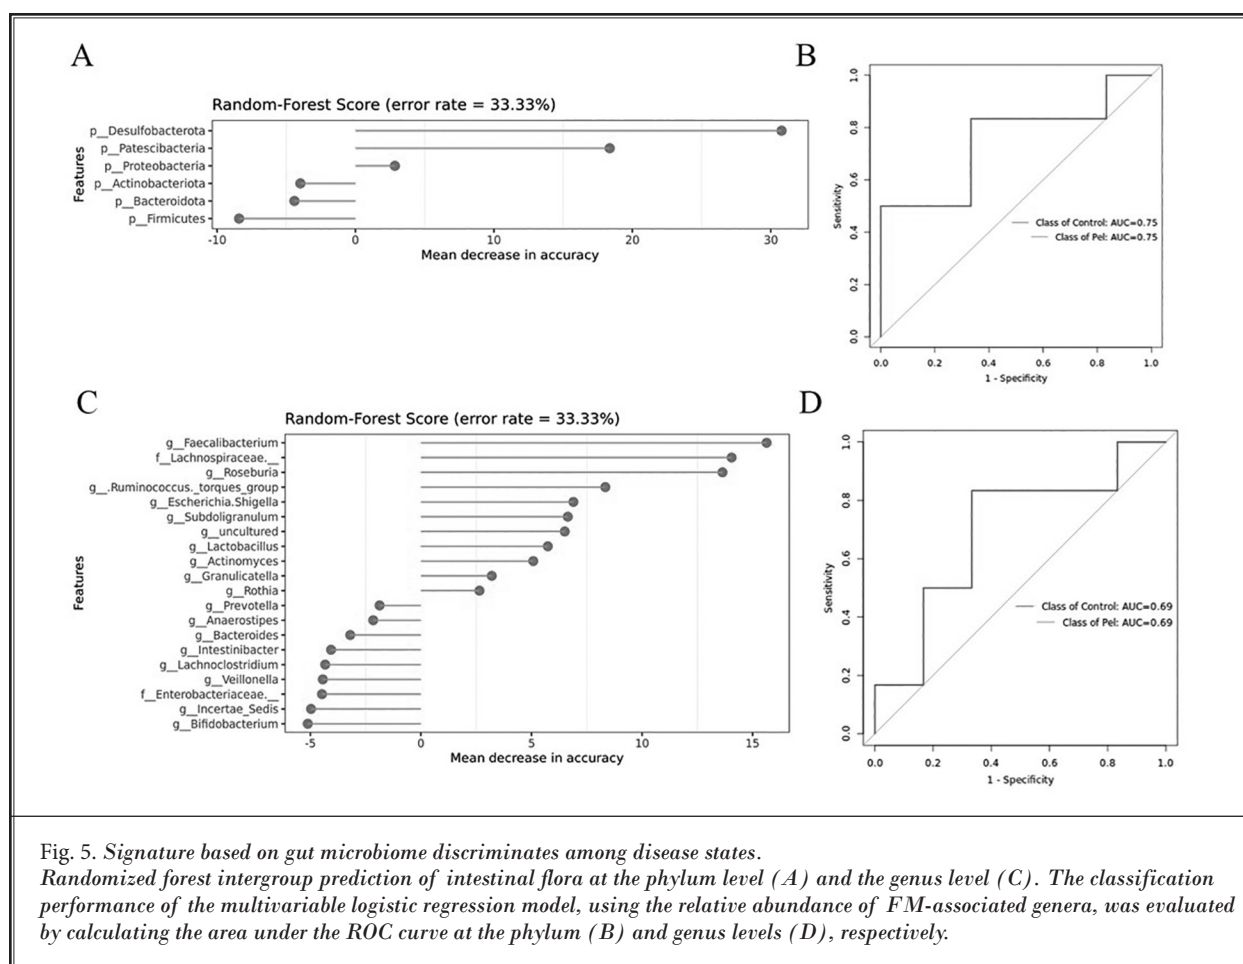 A
Random-Forest Score (error rate = 33.33%)
Features
p__Desulfobacterota
p__Patescibacteria
p__Proteobacteria
p__Actinobacteriota
p__Bacteroidota
p__Firmicutes
-10 0 10 20 30
Mean decrease in accuracy
B
Sensitivity
1.0
0.8
0.6
0.4
0.2
0.0
Class of Control: AUC=0.75
Class of Pel: AUC=0.75
0.0 0.2 0.4 0.6 0.8 1.0
1 - Specificity
C
Random-Forest Score (error rate = 33.33%)
Features
g__Faecalibacterium
f__Lachnospiraceae.__
g__Roseburia
g__.Ruminococcus._torques_group
g__Escherichia.Shigella
g__Subdoligranulum
g__uncultured
g__Lactobacillus
g__Actinomyces
g__Granulicatella
g__Rothia
g__Prevotella
g__Anaerostipes
g__Bacteroides
g__Intestinibacter
g__Lachnoclostridium
g__Veillonella
f__Enterobacteriaceae.__
g__Incertae_Sedis
g__Bifidobacterium
-5 0 5 10 15
Mean decrease in accuracy
D
Sensitivity
1.0
0.8
0.6
0.4
0.2
0.0
Class of Control: AUC=0.69
Class of Pel: AUC=0.69
0.0 0.2 0.4 0.6 0.8 1.0
1 - Specificity
Fig. 5. Signature based on gut microbiome discriminates among disease states.
Randomized forest intergroup prediction of intestinal flora at the phylum level (A) and the genus level (C). The classification
performance of the multivariable logistic regression model, using the relative abundance of FM-associated genera, was evaluated
by calculating the area under the ROC curve at the phylum (B) and genus levels (D), respectively.